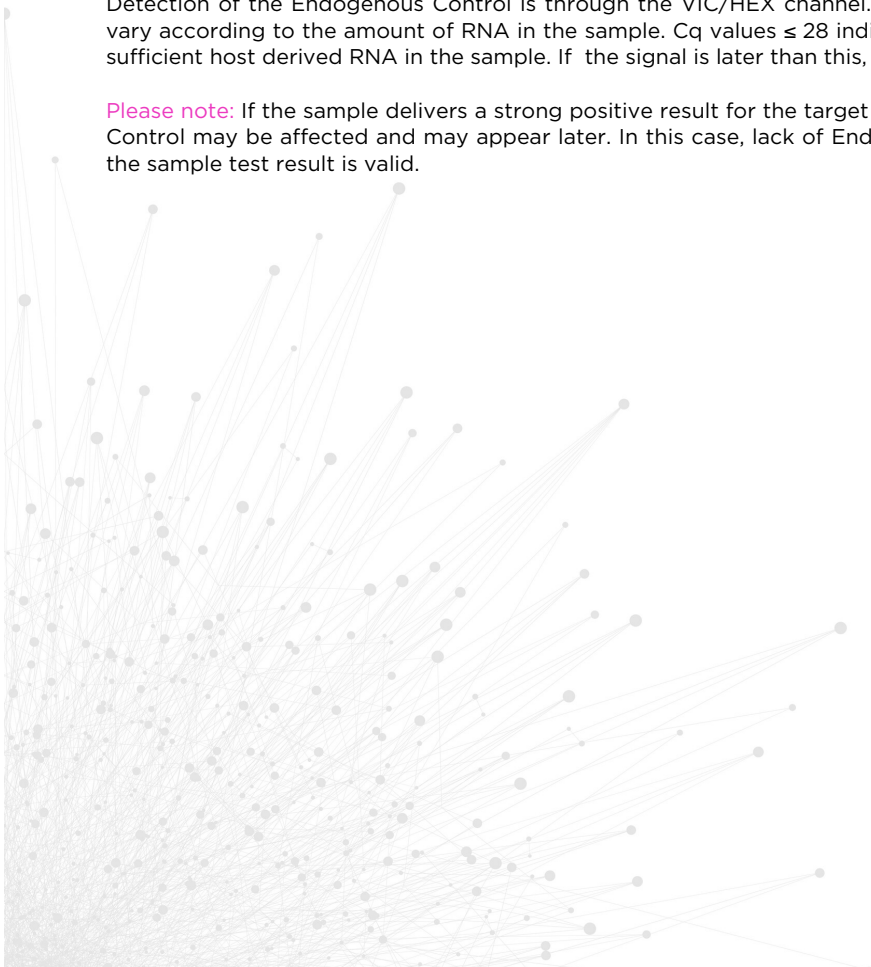 Detection of the Endogenous Control is through the VIC/HEX channel.
vary according to the amount of RNA in the sample. Cq values ≤ 28 indi
sufficient host derived RNA in the sample. If the signal is later than this,
Please note: If the sample delivers a strong positive result for the target
Control may be affected and may appear later. In this case, lack of End
the sample test result is valid.